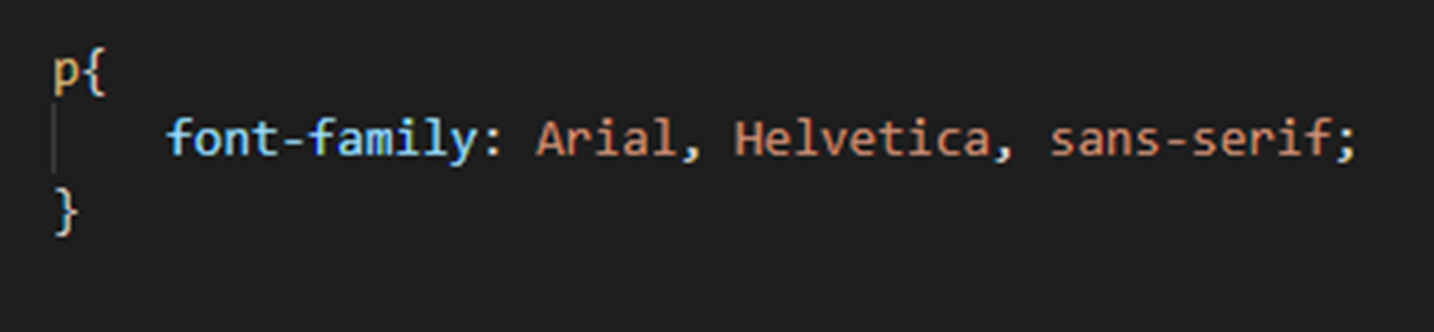 p{
    font-family: Arial, Helvetica, sans-serif;
}